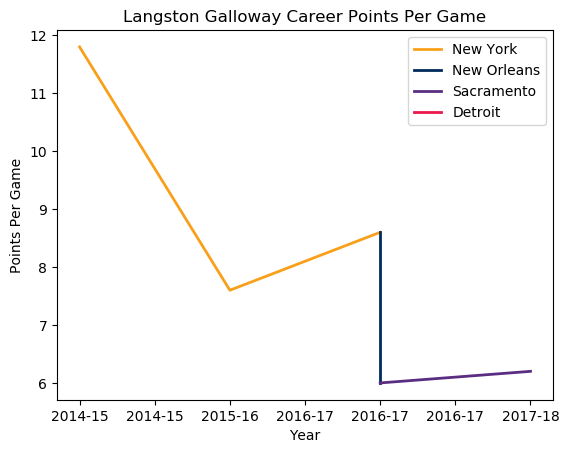 Langston Galloway Career Points Per Game
12
11
10
9
8
7
6
Points Per Game
New York
New Orleans
Sacramento
Detroit
2014-15 2014-15 2015-16 2016-17 2016-17 2016-17 2017-18
Year